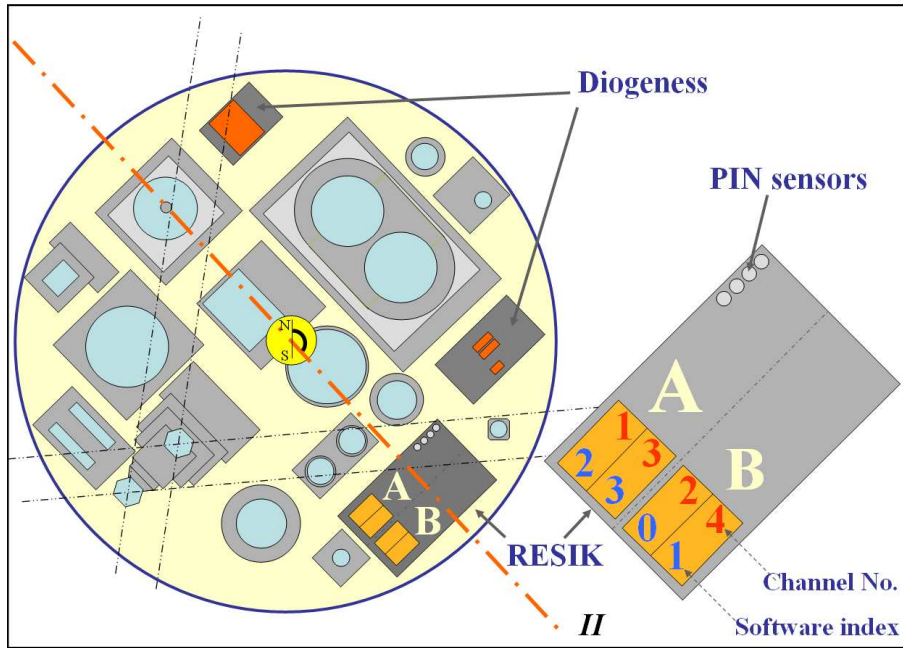 Diogeness
PIN sensors
N
S
A
B
A
1
3
2
3
B
2
4
0
1
RESIK
Channel No.
Software index
II